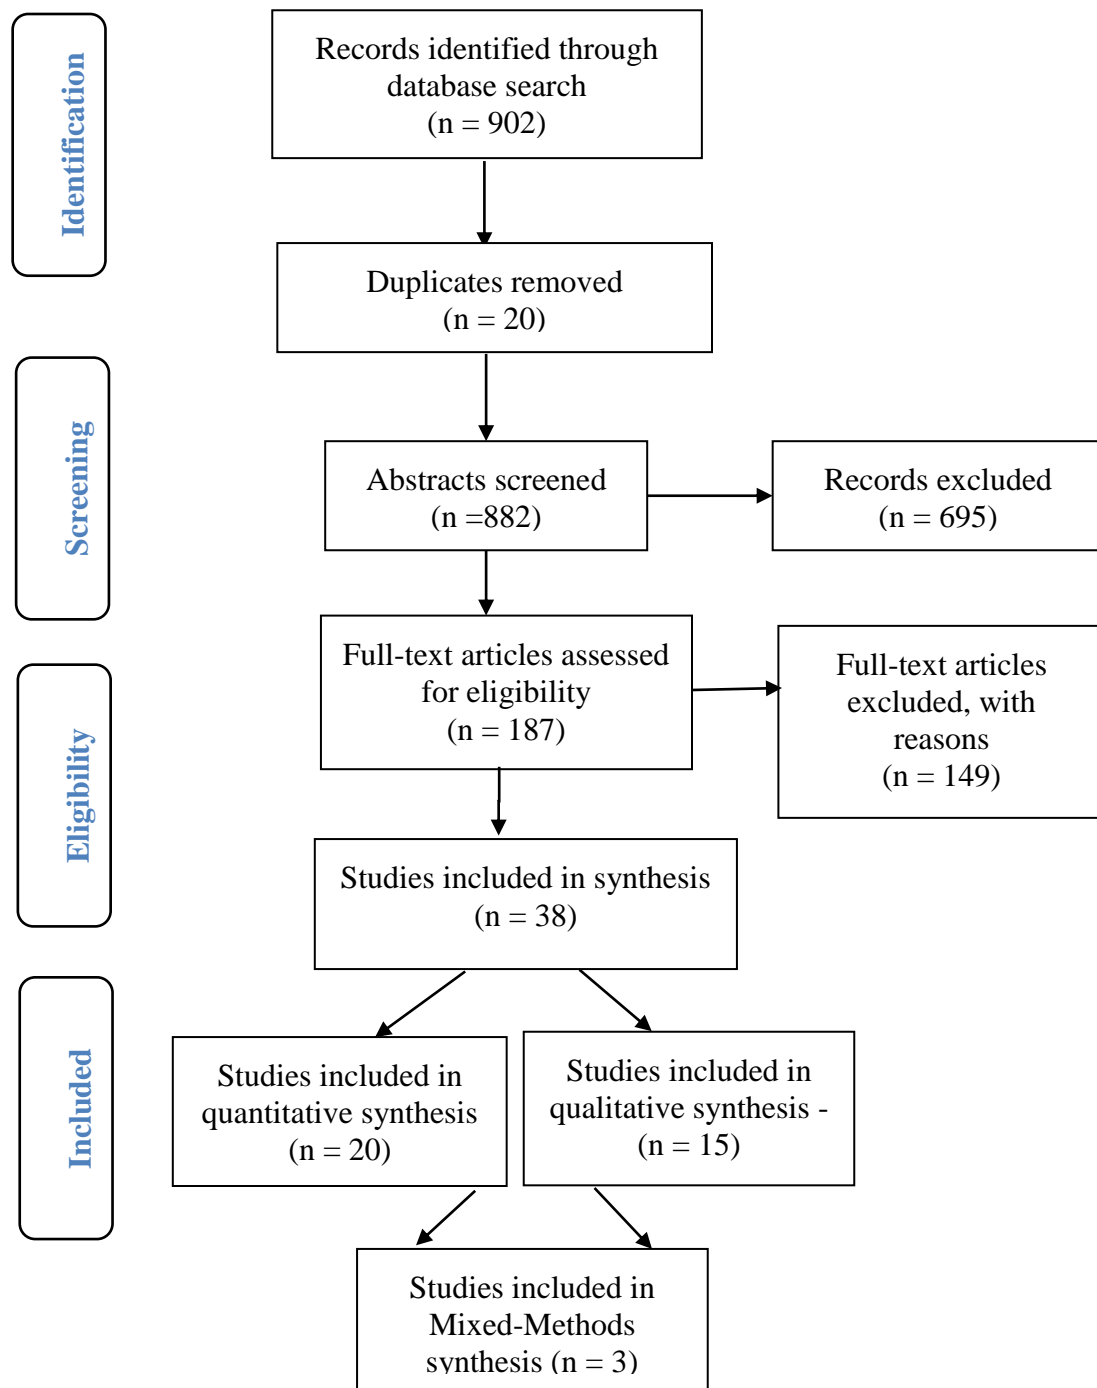 Identification
Records identified through
database search
(n = 902)
Duplicates removed
(n = 20)
Screening
Abstracts screened
(n =882)
Records excluded
(n = 695)
Full-text articles assessed
for eligibility
(n = 187)
Full-text articles
excluded, with
reasons
(n = 149)
Eligibility
Studies included in synthesis
(n = 38)
Included
Studies included in
quantitative synthesis
(n = 20)
Studies included in
qualitative synthesis -
(n = 15)
Studies included in
Mixed-Methods
synthesis (n = 3)